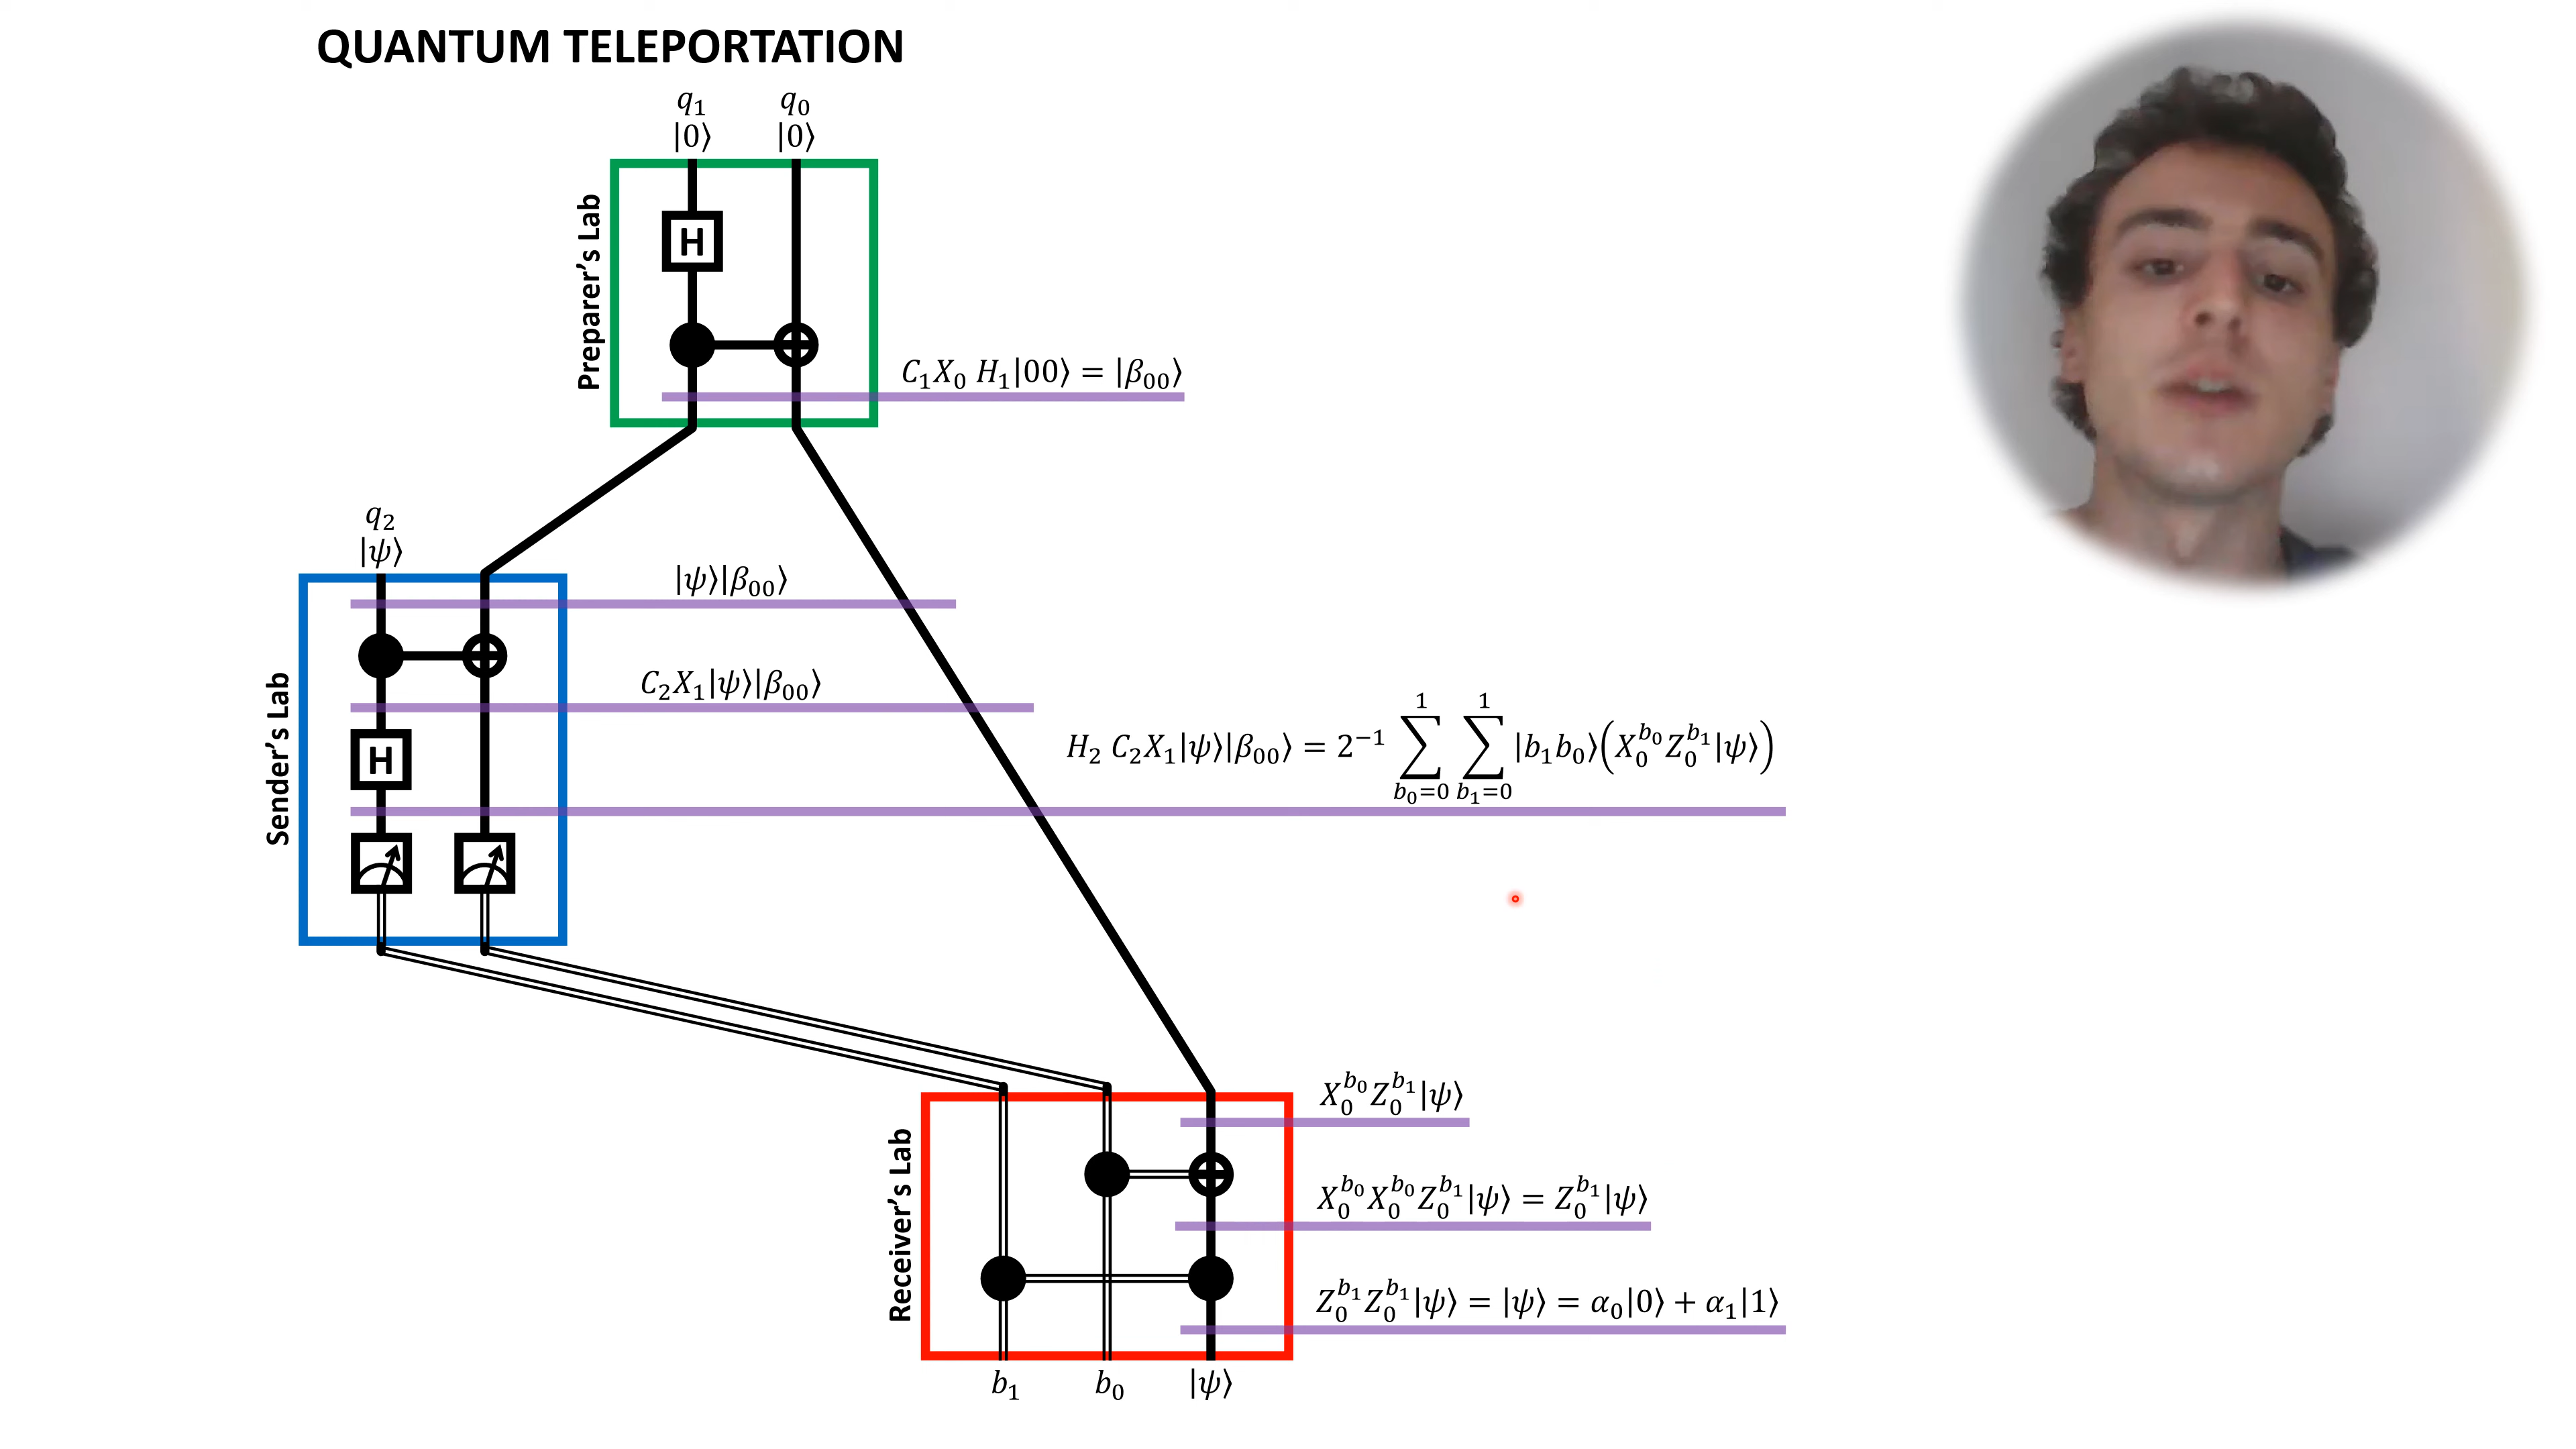 QUANTUM TELEPORTATION
q₁ q₀
|0⟩ |0⟩
Preparer's Lab
H
C₁X₀ H₁|00⟩ = |β₀₀⟩
q₂
|ψ⟩
Sender's Lab
|ψ⟩|β₀₀⟩
C₂X₁|ψ⟩|β₀₀⟩
H
H₂ C₂X₁|ψ⟩|β₀₀⟩ = 2⁻¹ ∑_{b₀=0}^{1} ∑_{b₁=0}^{1} |b₁b₀⟩(X₀^{b₀} Z₀^{b₁}|ψ⟩)
Receiver's Lab
X₀^{b₀} Z₀^{b₁}|ψ⟩
X₀^{b₀} X₀^{b₀} Z₀^{b₁}|ψ⟩ = Z₀^{b₁}|ψ⟩
Z₀^{b₁} Z₀^{b₁}|ψ⟩ = |ψ⟩ = α₀|0⟩ + α₁|1⟩
b₁ b₀ |ψ⟩